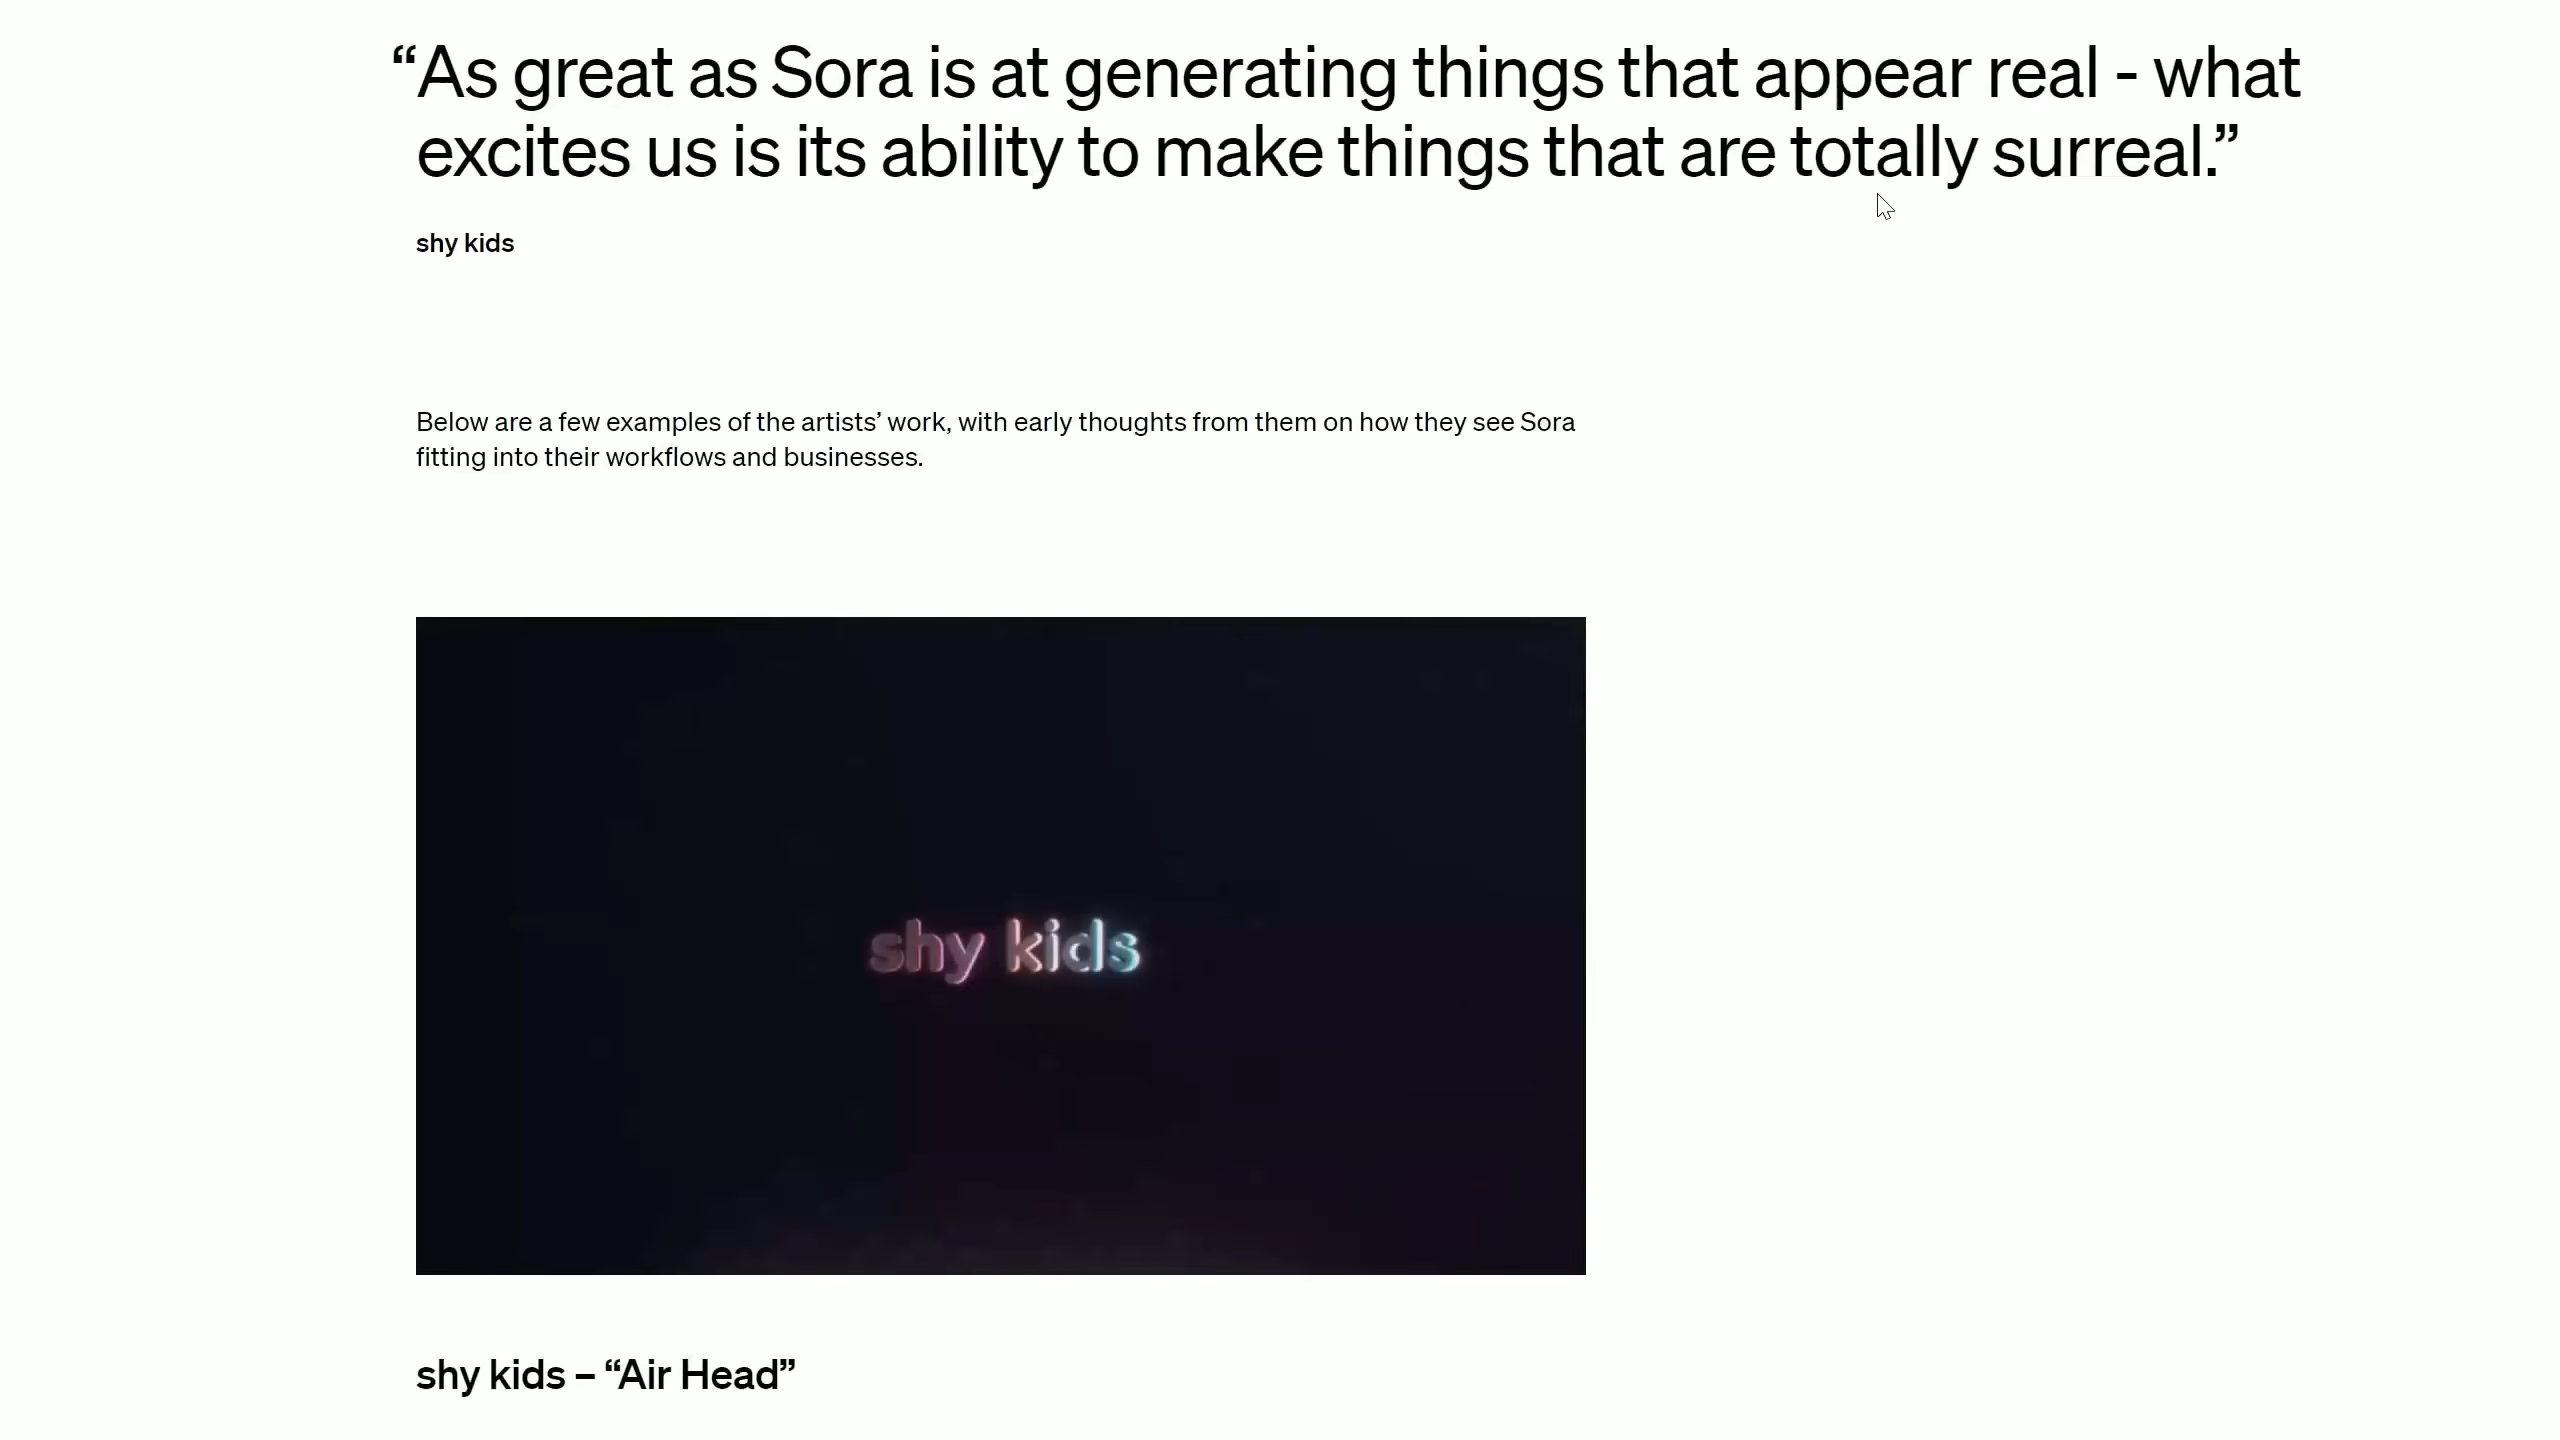 “As great as Sora is at generating things that appear real - what
excites us is its ability to make things that are totally surreal.”
shy kids
Below are a few examples of the artists’ work, with early thoughts from them on how they see Sora
fitting into their workflows and businesses.
shy kids
shy kids – “Air Head”